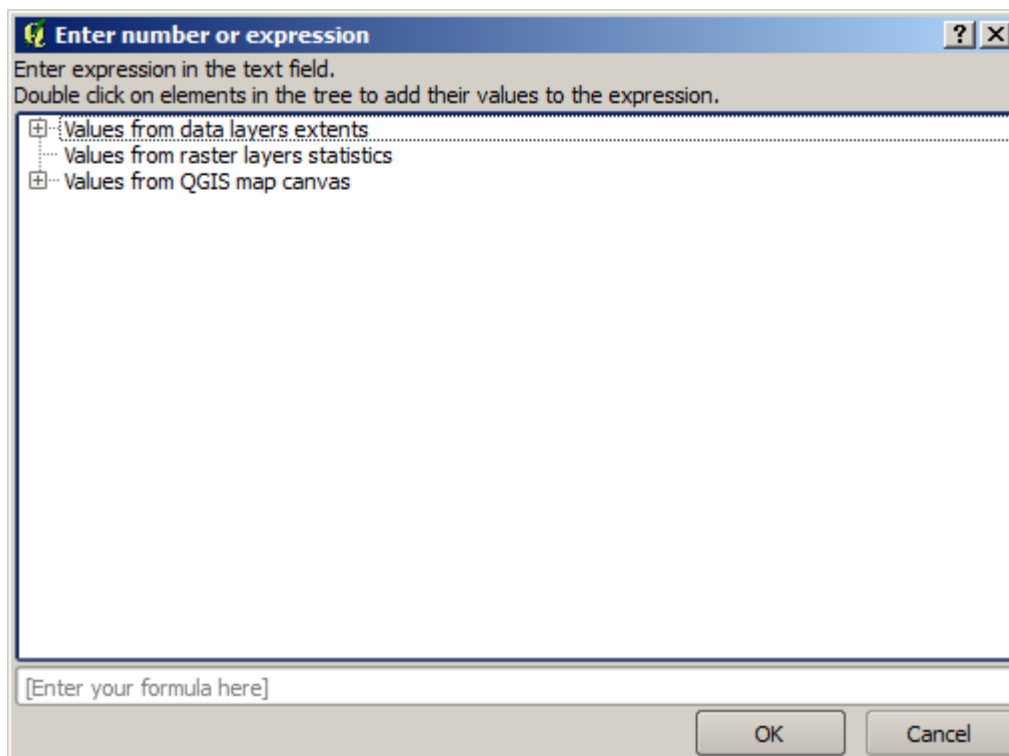 Enter number or expression
Enter expression in the text field.
Double click on elements in the tree to add their values to the expression.
Values from data layers extents
Values from raster layers statistics
Values from QGIS map canvas
[Enter your formula here]
OK Cancel